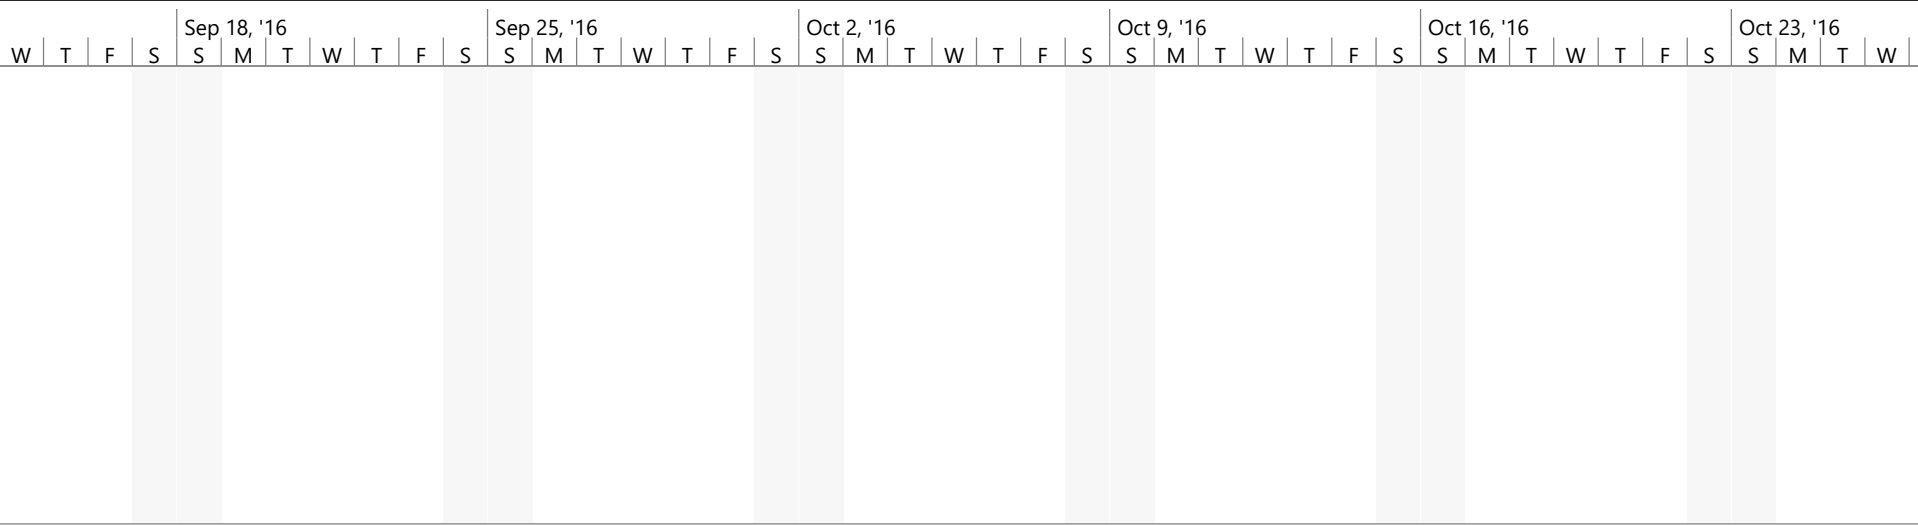 Sep 18, '16 Sep 25, '16 Oct 2, '16 Oct 9, '16 Oct 16, '16 Oct 23, '16
W T F S S M T W T F S S M T W T F S S M T W T F S S M T W T F S S M T W T F S S M T W